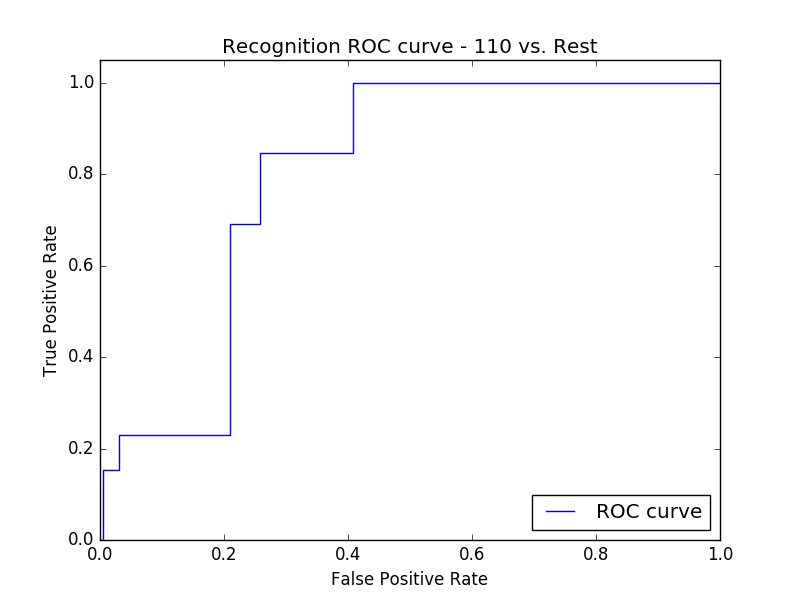 Recognition ROC curve - 110 vs. Rest
1.0
0.8
0.6
0.4
0.2
0.0
True Positive Rate
ROC curve
0.0 0.2 0.4 0.6 0.8 1.0
False Positive Rate